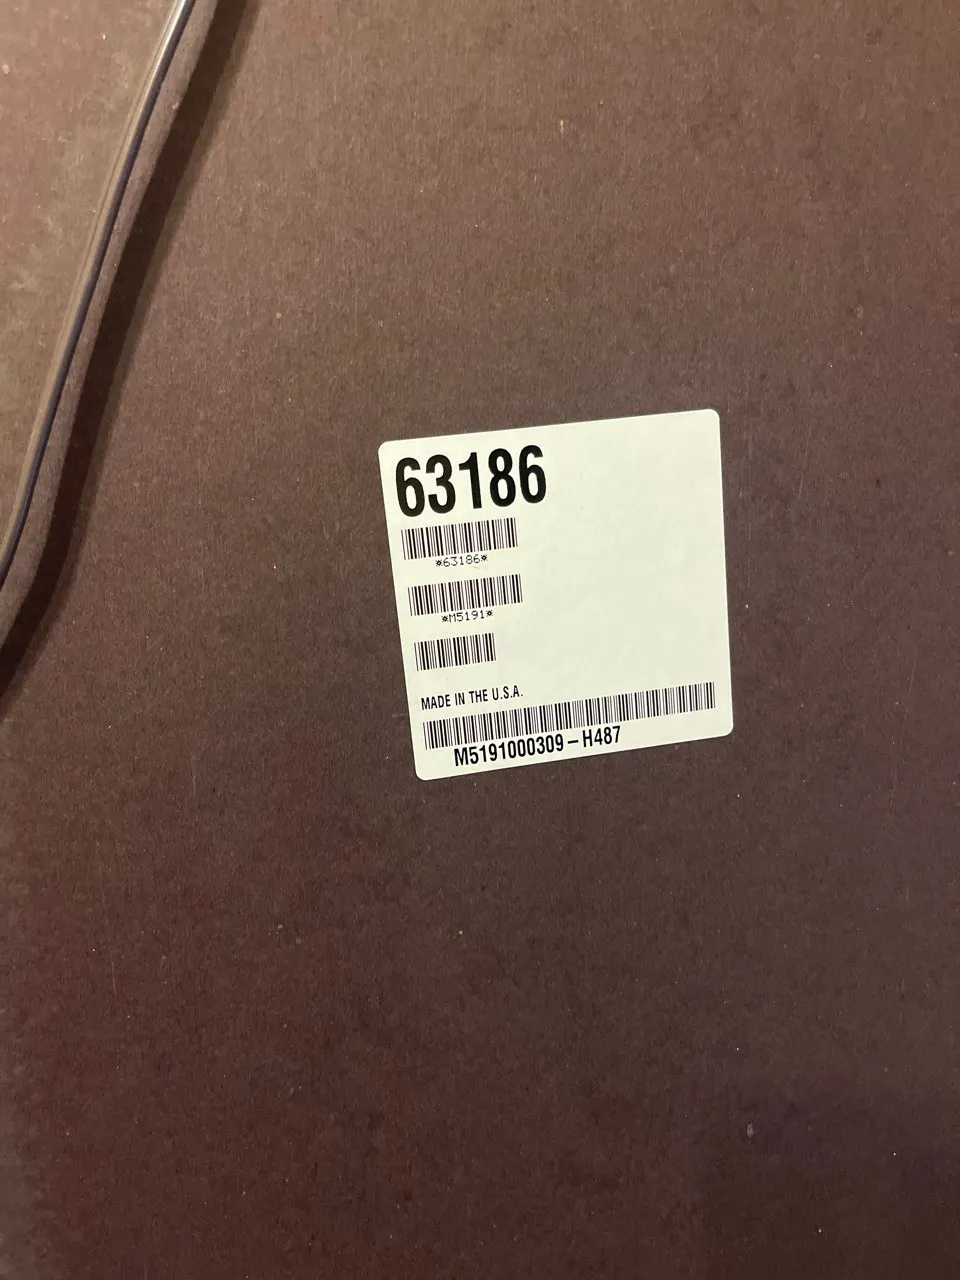 63186
*63186*
*M5191*
MADE IN THE U.S.A.
M5191000309-H487